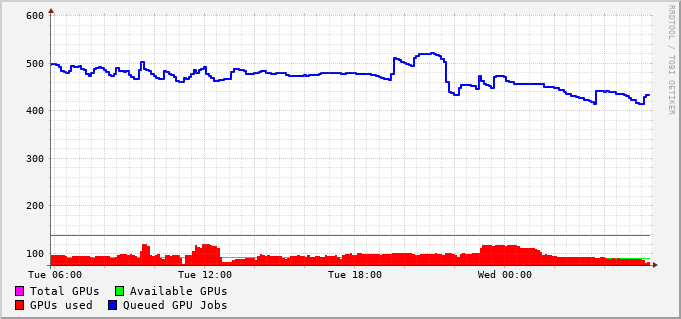 600
500
400
300
200
100
Tue 06:00 Tue 12:00 Tue 18:00 Wed 00:00
Total GPUs Available GPUs
GPUs used Queued GPU Jobs
RRDTOOL / TOBI OETIKER